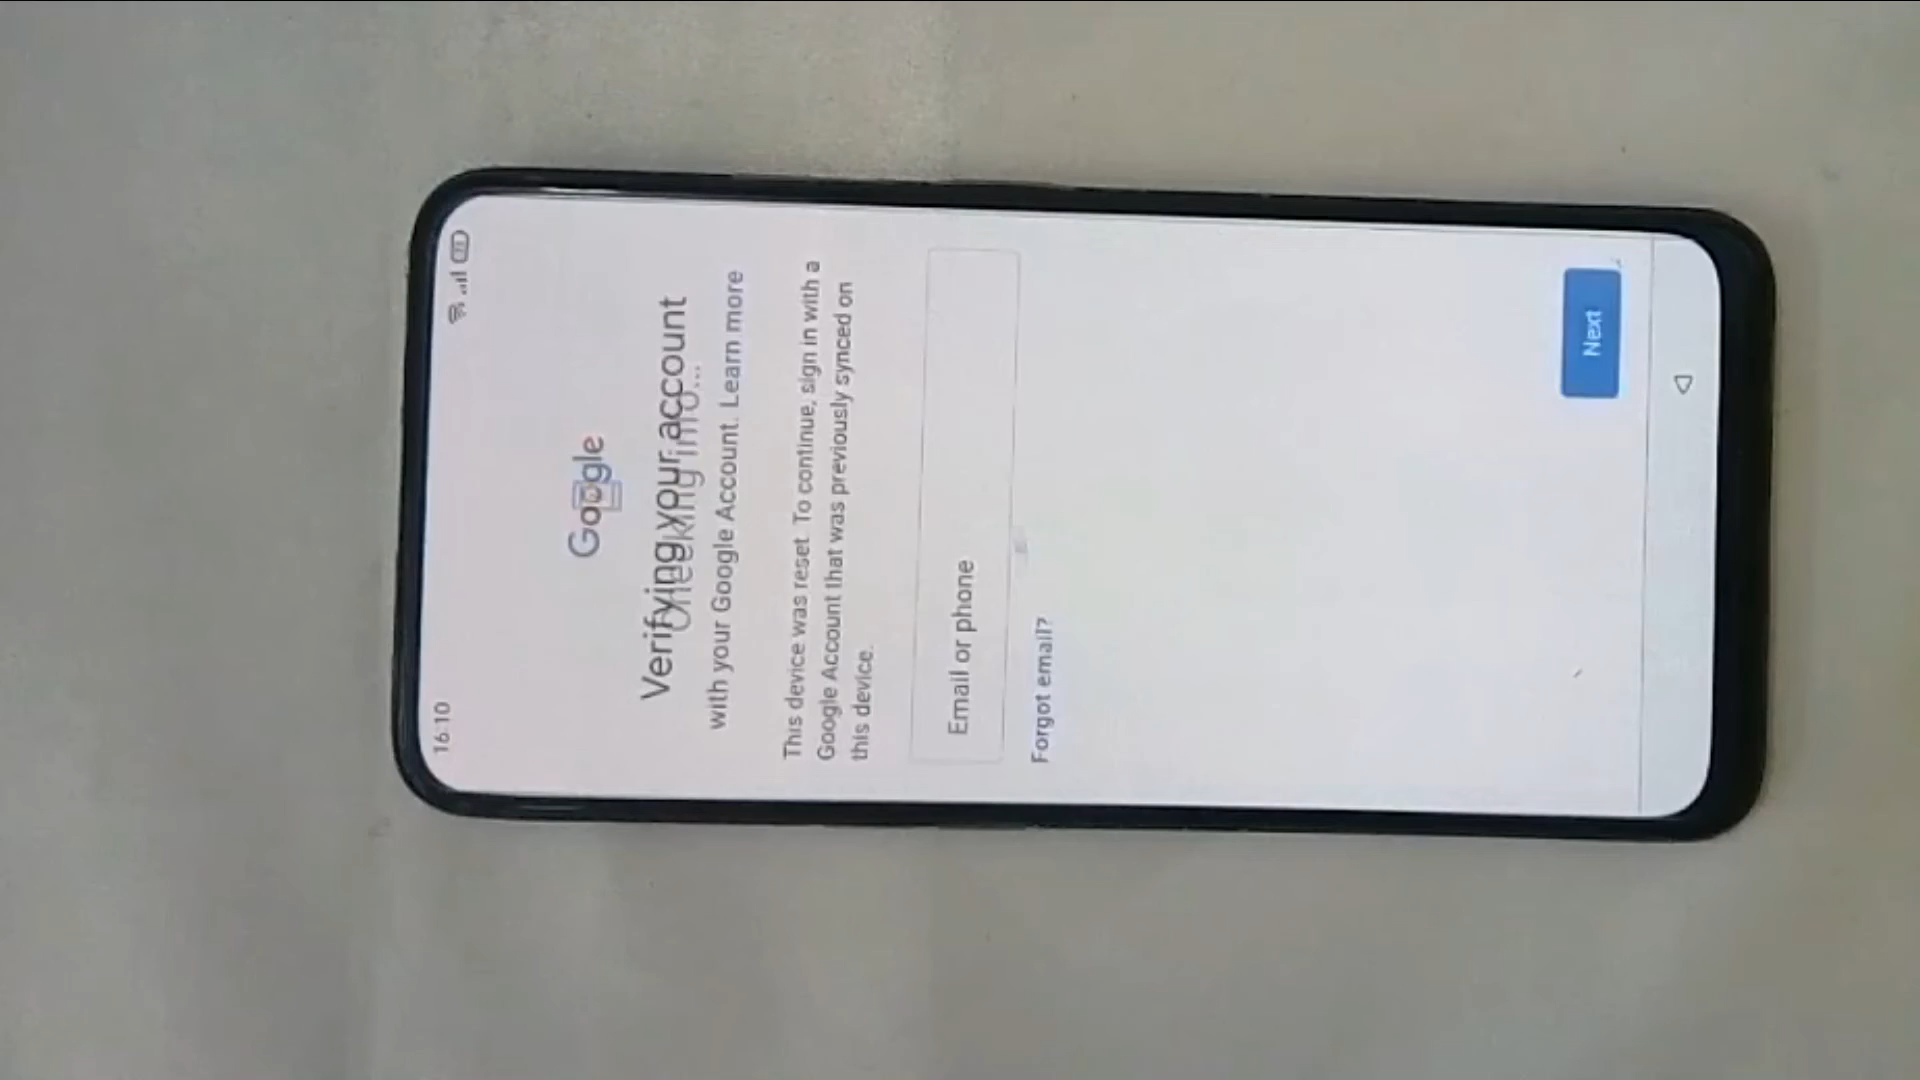 16:10
Google
Verifying your account
Checking info...
with your Google Account. Learn more
This device was reset. To continue, sign in with a
Google Account that was previously synced on
this device.
Email or phone
Forgot email?
Next